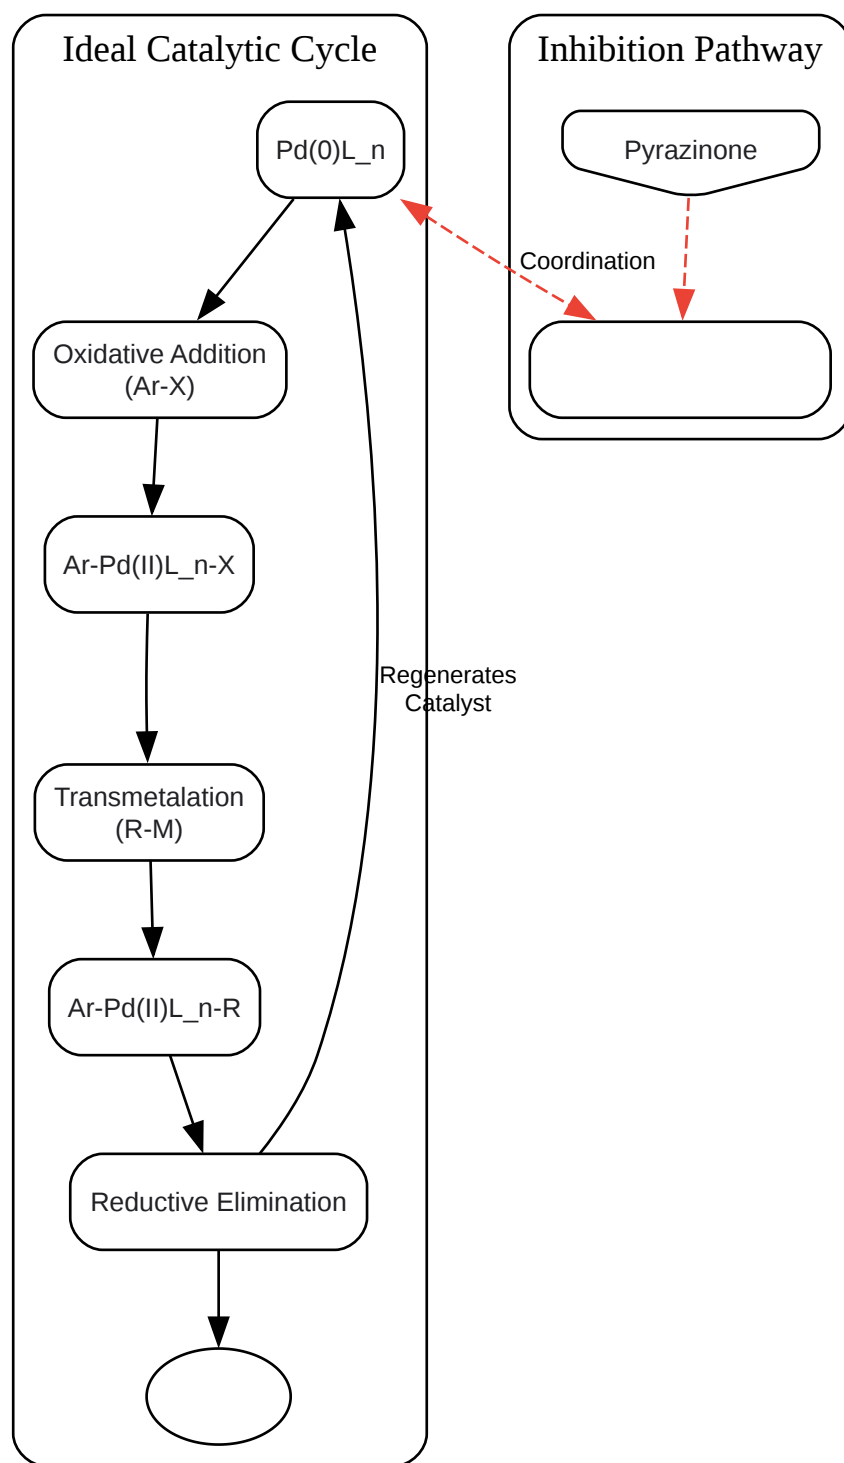 Ideal Catalytic Cycle
Inhibition Pathway
Pd(0)L_n
Pyrazinone
Coordination
Oxidative Addition
(Ar-X)
Ar-Pd(II)L_n-X
Regenerates
Catalyst
Transmetalation
(R-M)
Ar-Pd(II)L_n-R
Reductive Elimination